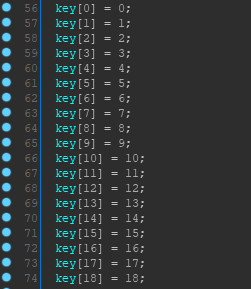 56 key[0] = 0;
57 key[1] = 1;
58 key[2] = 2;
59 key[3] = 3;
60 key[4] = 4;
61 key[5] = 5;
62 key[6] = 6;
63 key[7] = 7;
64 key[8] = 8;
65 key[9] = 9;
66 key[10] = 10;
67 key[11] = 11;
68 key[12] = 12;
69 key[13] = 13;
70 key[14] = 14;
71 key[15] = 15;
72 key[16] = 16;
73 key[17] = 17;
74 key[18] = 18;